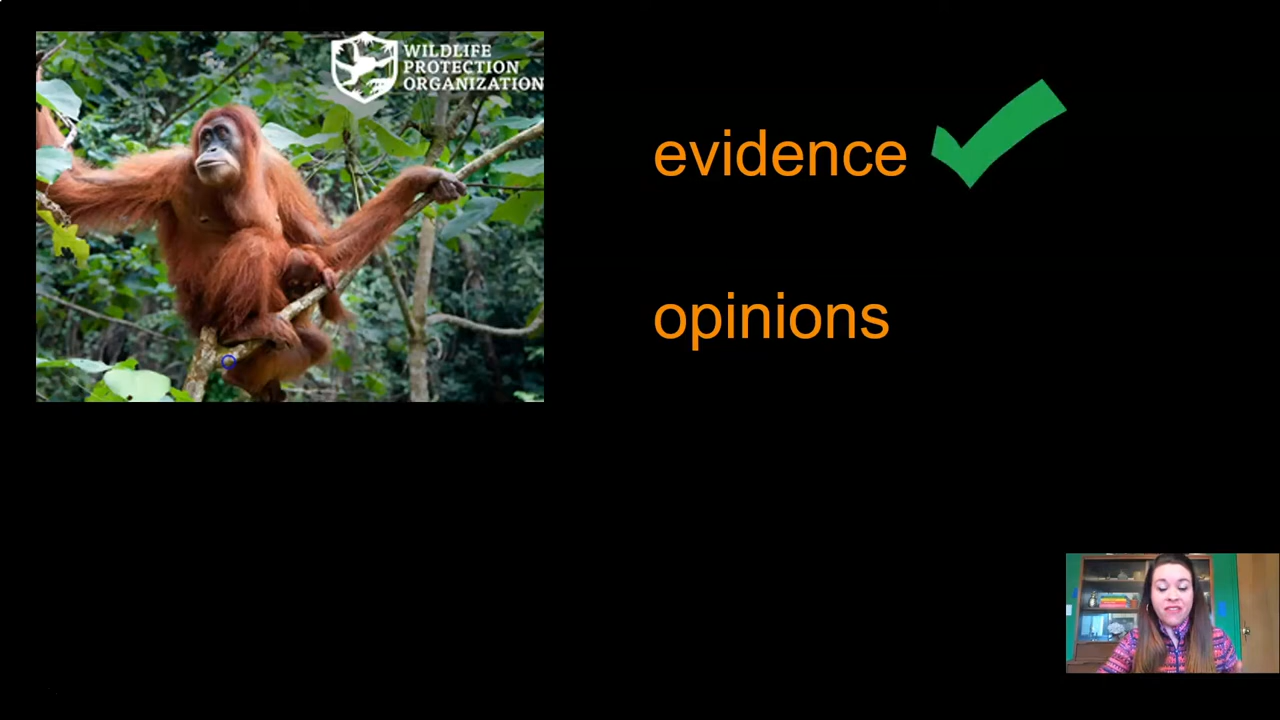 WILDLIFE
PROTECTION
ORGANIZATION
evidence
opinions